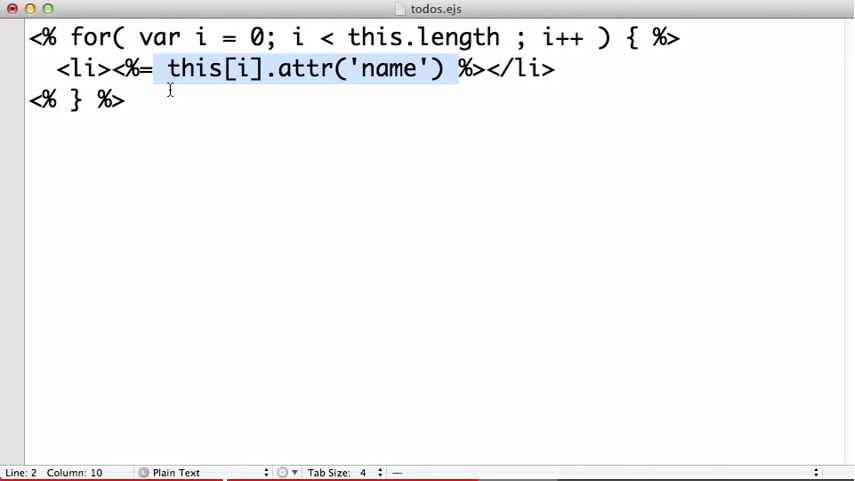 todos.ejs
<% for( var i = 0; i < this.length ; i++ ) { %>
<li><%= this[i].attr('name') %></li>
<% } %>
Line: 2 Column: 10 L Plain Text Tab Size: 4 —